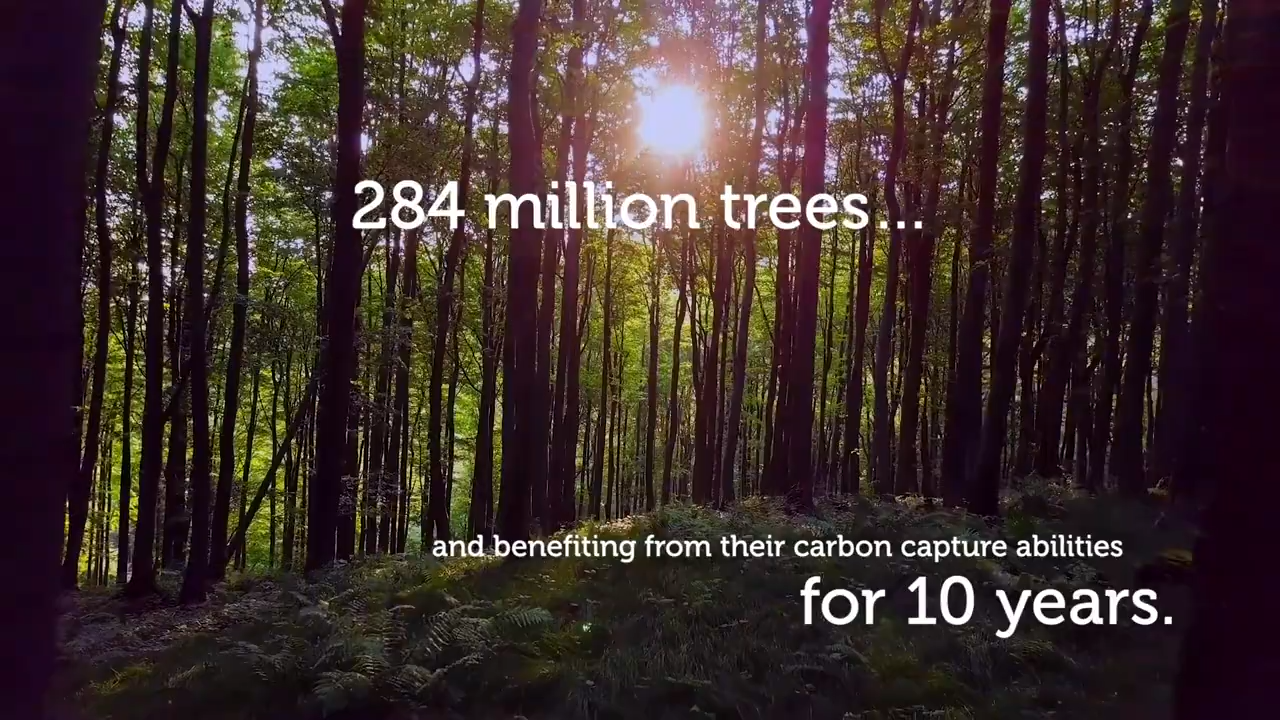 284 million trees...
and benefiting from their carbon capture abilities
for 10 years.